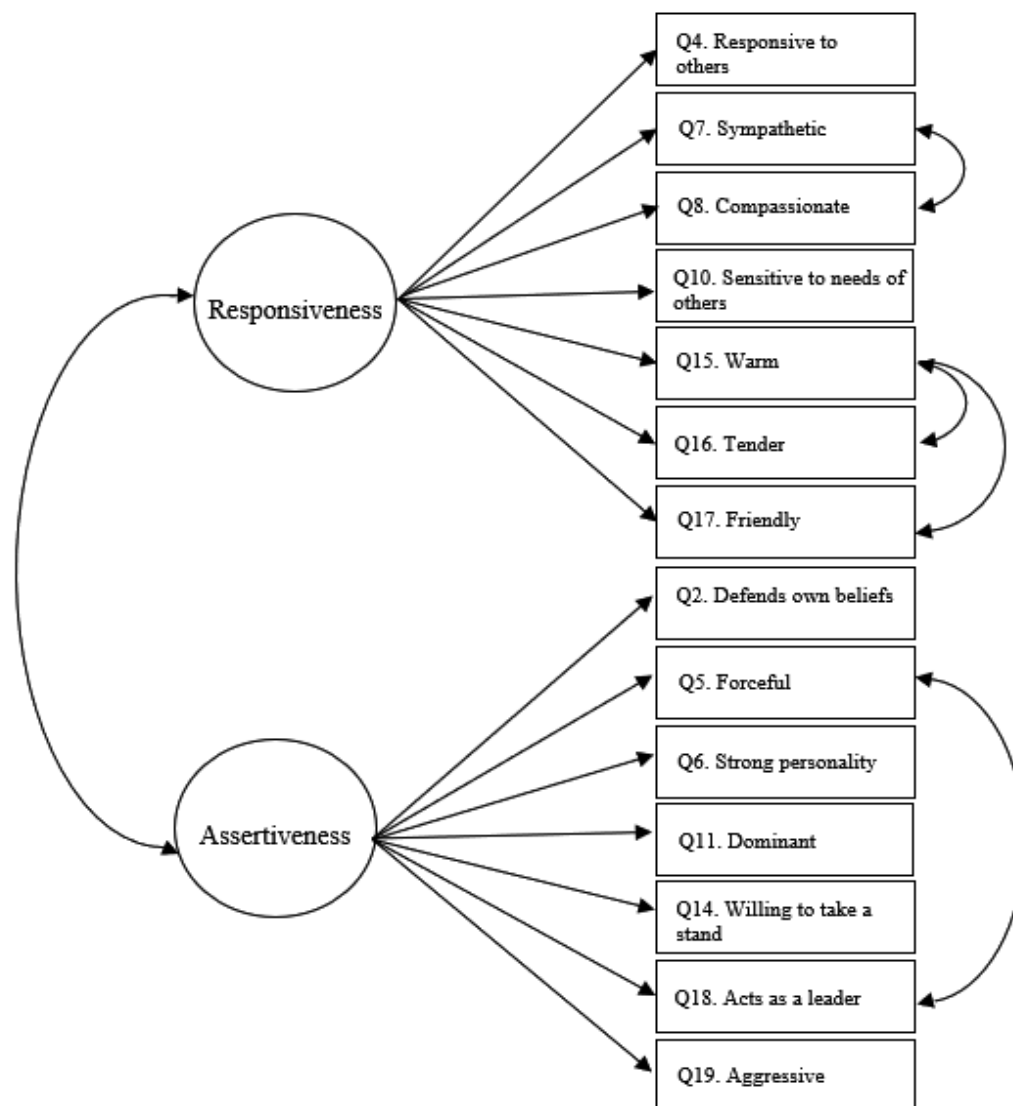 Q4. Responsive to
others
Q7. Sympathetic
Q8. Compassionate
Q10. Sensitive to needs of
others
Responsiveness
Q15. Warm
Q16. Tender
Q17. Friendly
Q2. Defends own beliefs
Q5. Forceful
Q6. Strong personality
Assertiveness
Q11. Dominant
Q14. Willing to take a
stand
Q18. Acts as a leader
Q19. Aggressive